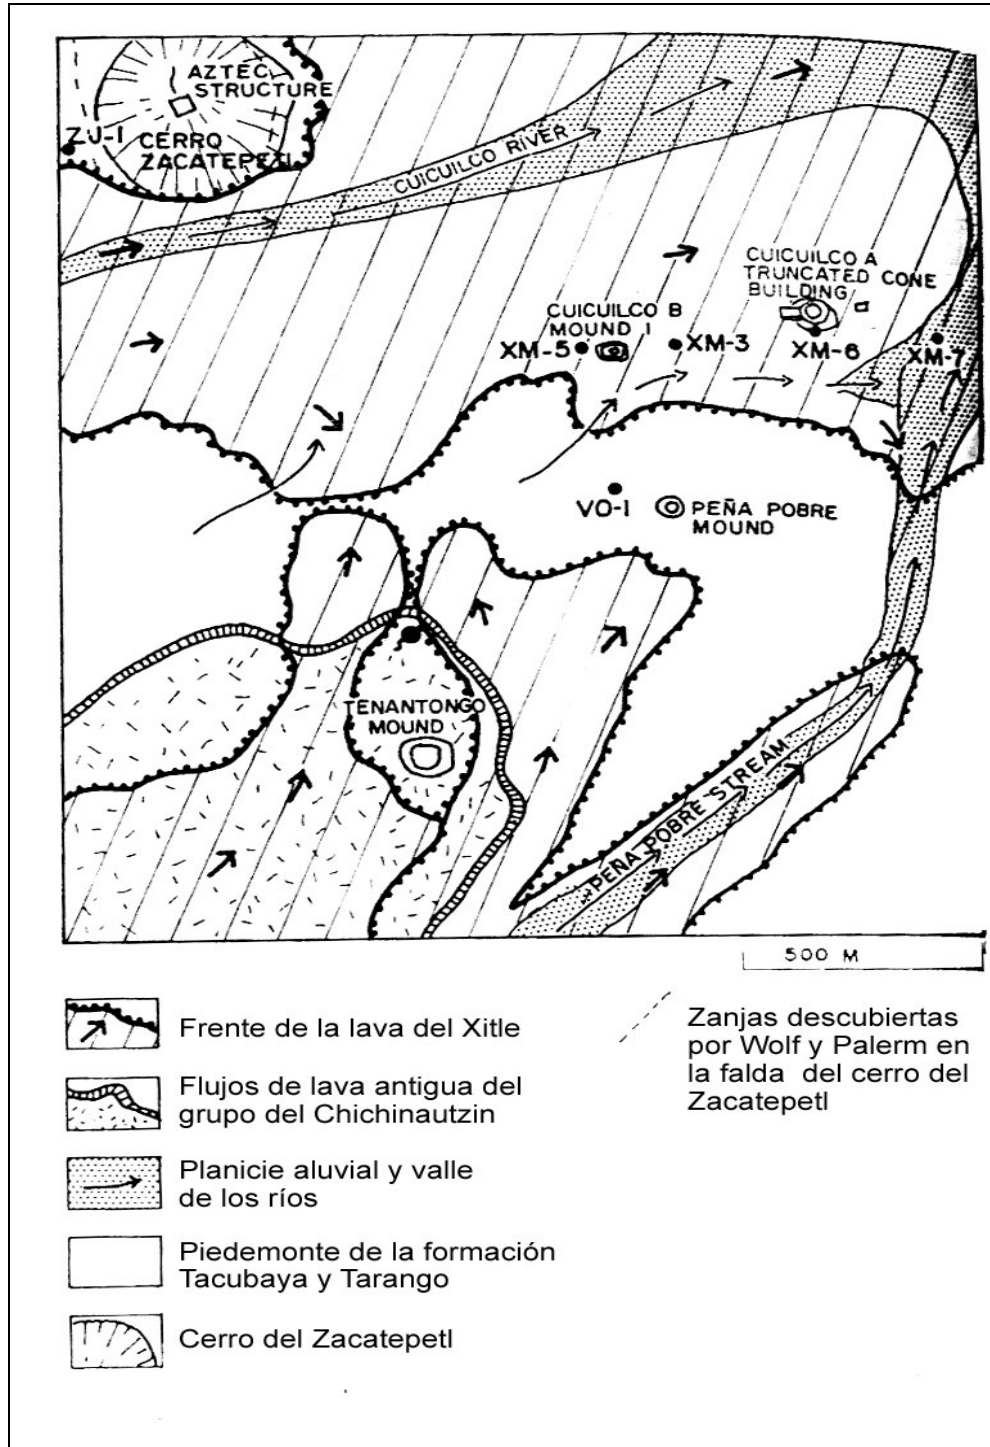 AZTEC
STRUCTURE
ZU-1
CERRO
ZACATEPETL
CUICUILCO RIVER
CUICUILCO A
TRUNCATED CONE
BUILDING
CUICUILCO B
MOUND 1
XM-5
XM-3
XM-6
XM-7
VO-1
PEÑA POBRE
MOUND
TENANTONGO
MOUND
PEÑA POBRE STREAM
500 M
Frente de la lava del Xitle
Flujos de lava antigua del
grupo del Chichinautzin
Planicie aluvial y valle
de los ríos
Piedemonte de la formación
Tacubaya y Tarango
Cerro del Zacatepetl
Zanjas descubiertas
por Wolf y Palerm en
la falda del cerro del
Zacatepetl